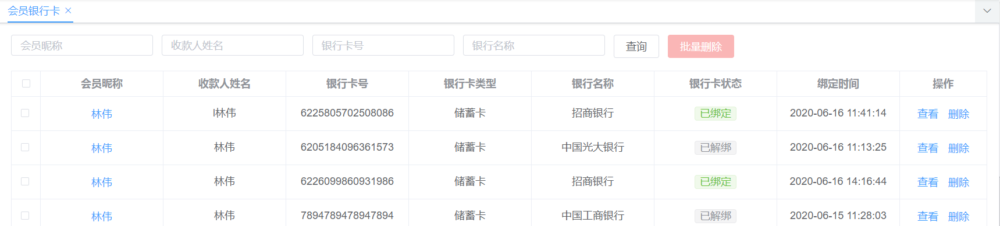 会员银行卡
会员昵称 收款人姓名 银行卡号 银行名称 查询 批量删除
会员昵称 收款人姓名 银行卡号 银行卡类型 银行名称 银行卡状态 绑定时间 操作
林伟 l林伟 6225805702508086 储蓄卡 招商银行 已绑定 2020-06-16 11:41:14 查看 删除
林伟 林伟 6205184096361573 储蓄卡 中国光大银行 已解绑 2020-06-16 11:13:25 查看 删除
林伟 林伟 6226099860931986 储蓄卡 招商银行 已绑定 2020-06-16 14:16:44 查看 删除
林伟 林伟 7894789478947894 储蓄卡 中国工商银行 已解绑 2020-06-15 11:28:03 查看 删除